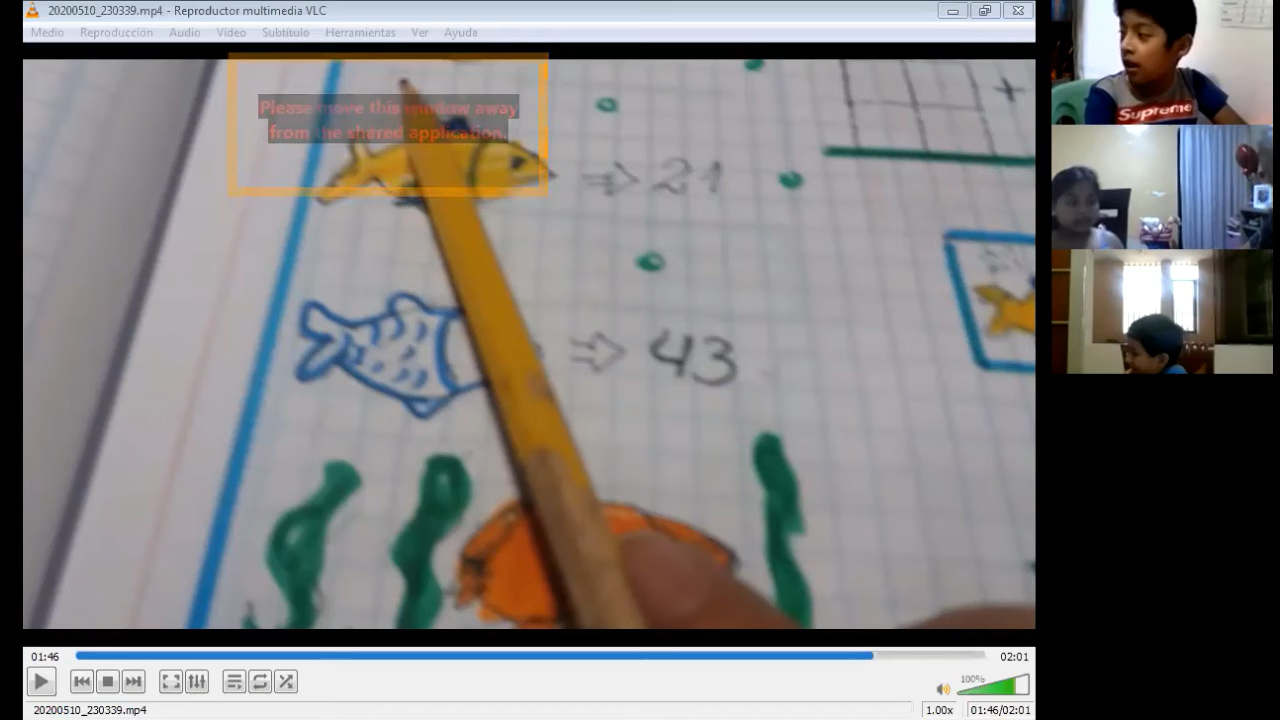 20200510_230339.mp4 - Reproductor multimedia VLC
Medio Reproducción Audio Vídeo Subtítulo Herramientas Ver Ayuda
Please move this window away
from the shared application.
⇒ 21
+
⇒ 43
Supreme
01:46
02:01
100%
20200510_230339.mp4
1.00x
01:46/02:01